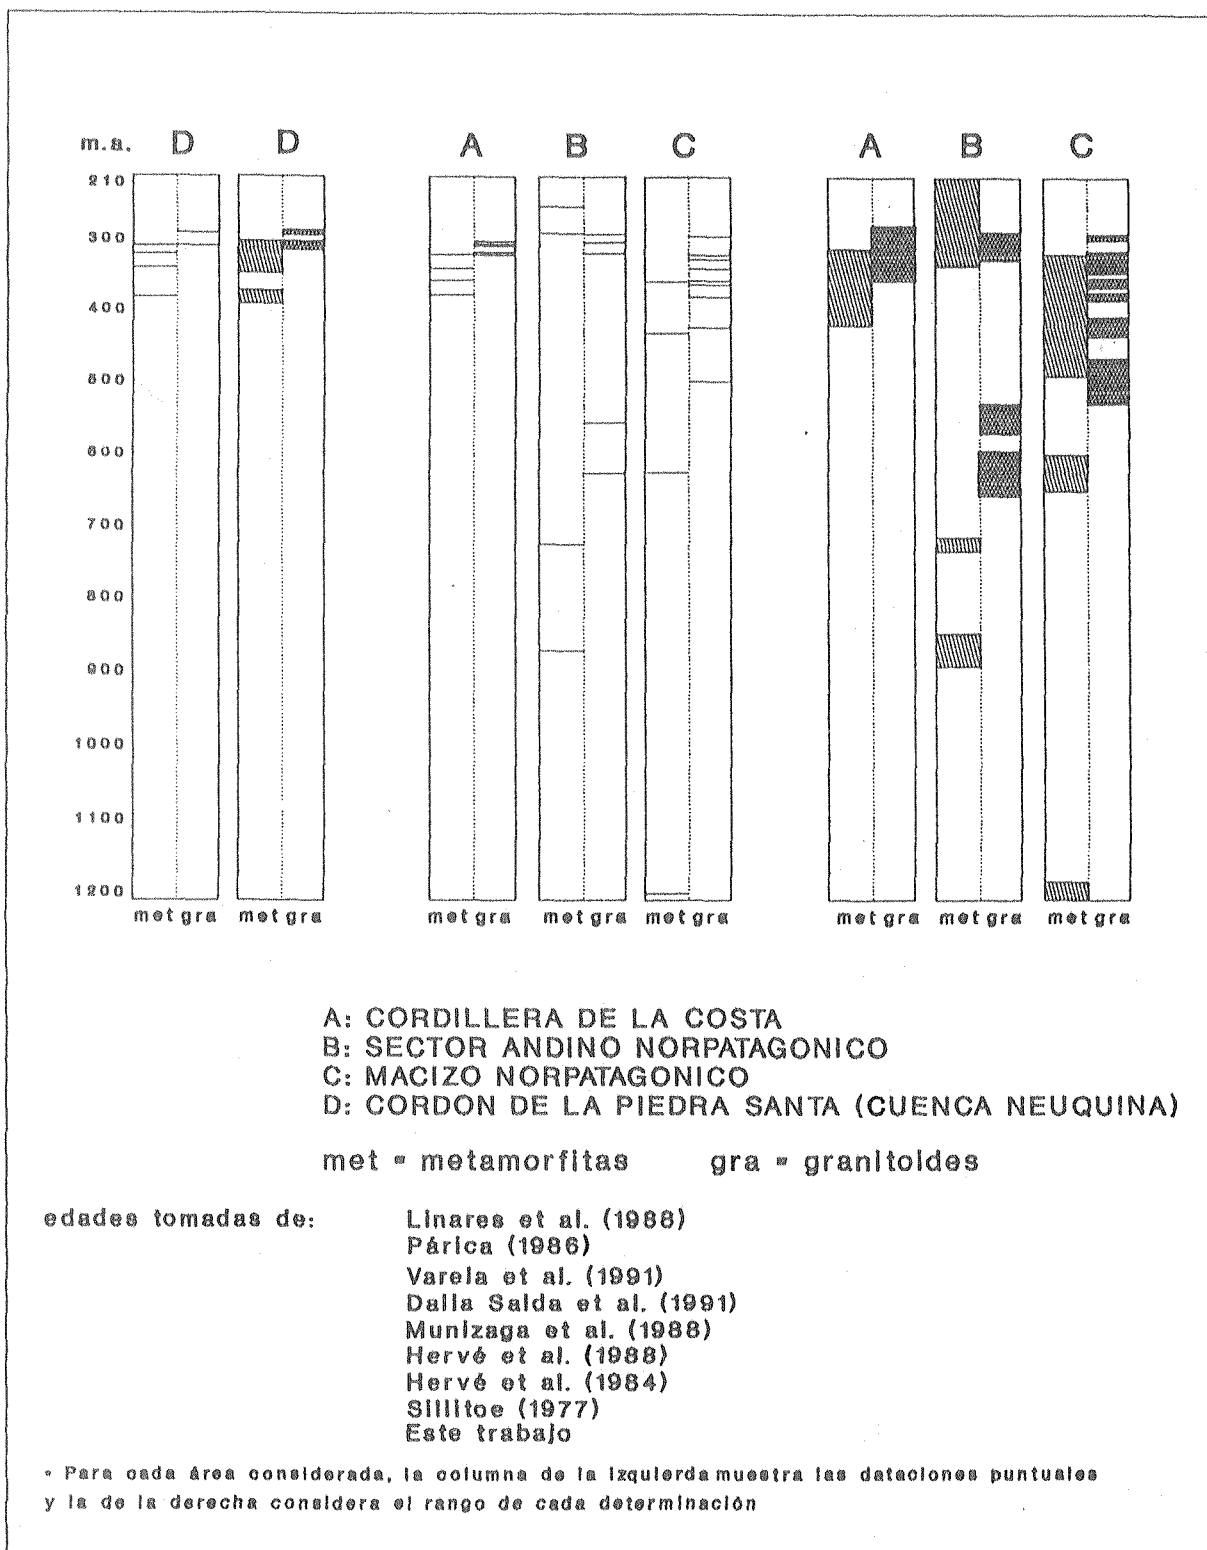 m.a. D D A B C A B C
210
300
400
500
600
700
800
900
1000
1100
1200
met gra met gra met gra met gra met gra met gra met gra met gra
A: CORDILLERA DE LA COSTA
B: SECTOR ANDINO NORPATAGONICO
C: MACIZO NORPATAGONICO
D: CORDON DE LA PIEDRA SANTA (CUENCA NEUQUINA)
met = metamorfitas gra = granitoides
edades tomadas de: Linares et al. (1988)
Párica (1986)
Varela et al. (1991)
Dalla Salda et al. (1991)
Munizaga et al. (1988)
Hervé et al. (1988)
Hervé et al. (1984)
Sillitoe (1977)
Este trabajo
* Para cada área considerada, la columna de la izquierda muestra las dataciones puntuales
y la de la derecha considera el rango de cada determinación